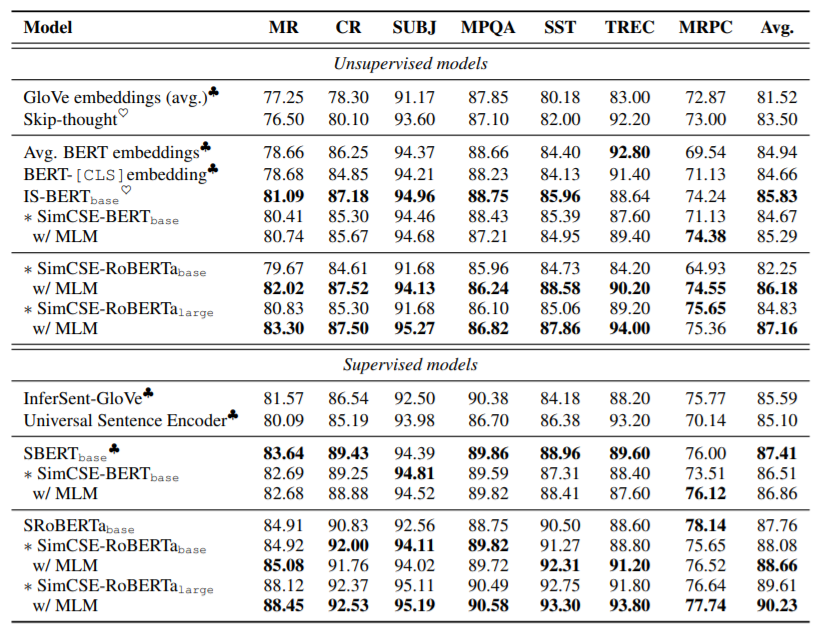 Model MR CR SUBJ MPQA SST TREC MRPC Avg.
Unsupervised models
GloVe embeddings (avg.)♣ 77.25 78.30 91.17 87.85 80.18 83.00 72.87 81.52
Skip-thought♡ 76.50 80.10 93.60 87.10 82.00 92.20 73.00 83.50
Avg. BERT embeddings♣ 78.66 86.25 94.37 88.66 84.40 92.80 69.54 84.94
BERT-[CLS]embedding♣ 78.68 84.85 94.21 88.23 84.13 91.40 71.13 84.66
IS-BERTbase♡ 81.09 87.18 94.96 88.75 85.96 88.64 74.24 85.83
∗ SimCSE-BERTbase 80.41 85.30 94.46 88.43 85.39 87.60 71.13 84.67
w/ MLM 80.74 85.67 94.68 87.21 84.95 89.40 74.38 85.29
∗ SimCSE-RoBERTabase 79.67 84.61 91.68 85.96 84.73 84.20 64.93 82.25
w/ MLM 82.02 87.52 94.13 86.24 88.58 90.20 74.55 86.18
∗ SimCSE-RoBERTalarge 80.83 85.30 91.68 86.10 85.06 89.20 75.65 84.83
w/ MLM 83.30 87.50 95.27 86.82 87.86 94.00 75.36 87.16
Supervised models
InferSent-GloVe♣ 81.57 86.54 92.50 90.38 84.18 88.20 75.77 85.59
Universal Sentence Encoder♣ 80.09 85.19 93.98 86.70 86.38 93.20 70.14 85.10
SBERTbase♣ 83.64 89.43 94.39 89.86 88.96 89.60 76.00 87.41
∗ SimCSE-BERTbase 82.69 89.25 94.81 89.59 87.31 88.40 73.51 86.51
w/ MLM 82.68 88.88 94.52 89.82 88.41 87.60 76.12 86.86
SRoBERTabase 84.91 90.83 92.56 88.75 90.50 88.60 78.14 87.76
∗ SimCSE-RoBERTabase 84.92 92.00 94.11 89.82 91.27 88.80 75.65 88.08
w/ MLM 85.08 91.76 94.02 89.72 92.31 91.20 76.52 88.66
∗ SimCSE-RoBERTalarge 88.12 92.37 95.11 90.49 92.75 91.80 76.64 89.61
w/ MLM 88.45 92.53 95.19 90.58 93.30 93.80 77.74 90.23